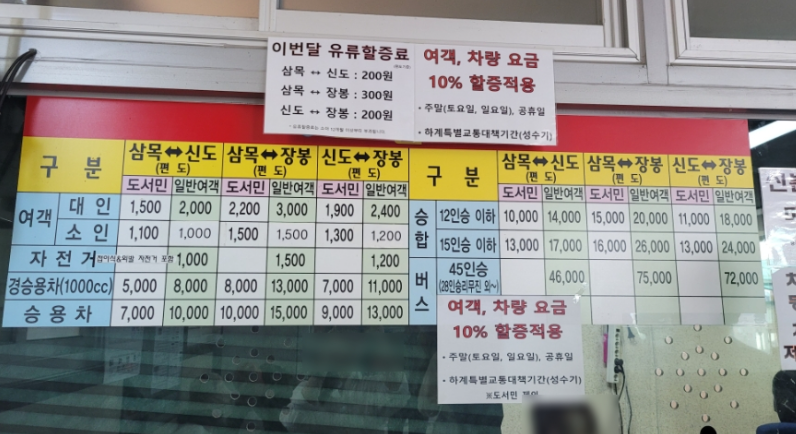 이번달 유류할증료
삼목 ↔ 신도 : 200원
삼목 ↔ 장봉 : 300원
신도 ↔ 장봉 : 200원
여객, 차량 요금
10% 할증적용
• 주말(토요일, 일요일), 공휴일
• 하계특별교통대책기간(성수기)
구 분 삼목⬌신도 (편 도) 삼목⬌장봉 (편 도) 신도⬌장봉 (편 도)
도서민 일반여객 도서민 일반여객 도서민 일반여객
여객 대 인 1,500 2,000 2,200 3,000 1,900 2,400
소 인 1,100 1,000 1,500 1,500 1,300 1,200
자 전 거 1,000 1,500 1,200
경승용차(1000cc) 5,000 8,000 8,000 13,000 7,000 11,000
승 용 차 7,000 10,000 10,000 15,000 9,000 13,000
구 분 삼목⬌신도 (편 도) 삼목⬌장봉 (편 도) 신도⬌장봉 (편 도)
도서민 일반여객 도서민 일반여객 도서민 일반여객
승합 12인승 이하 10,000 14,000 15,000 20,000 11,000 18,000
15인승 이하 13,000 17,000 16,000 26,000 13,000 24,000
버스 45인승 46,000 75,000 72,000
(28인승리무진 외~)
여객, 차량 요금
10% 할증적용
• 주말(토요일, 일요일), 공휴일
• 하계특별교통대책기간(성수기)
※도서민 제외